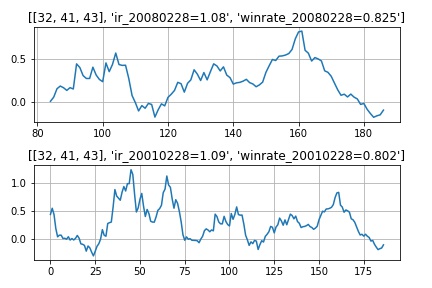 [[32, 41, 43], 'ir_20080228=1.08', 'winrate_20080228=0.825']
0.5
0.0
80 100 120 140 160 180
[[32, 41, 43], 'ir_20010228=1.09', 'winrate_20010228=0.802']
1.0
0.5
0.0
0 25 50 75 100 125 150 175